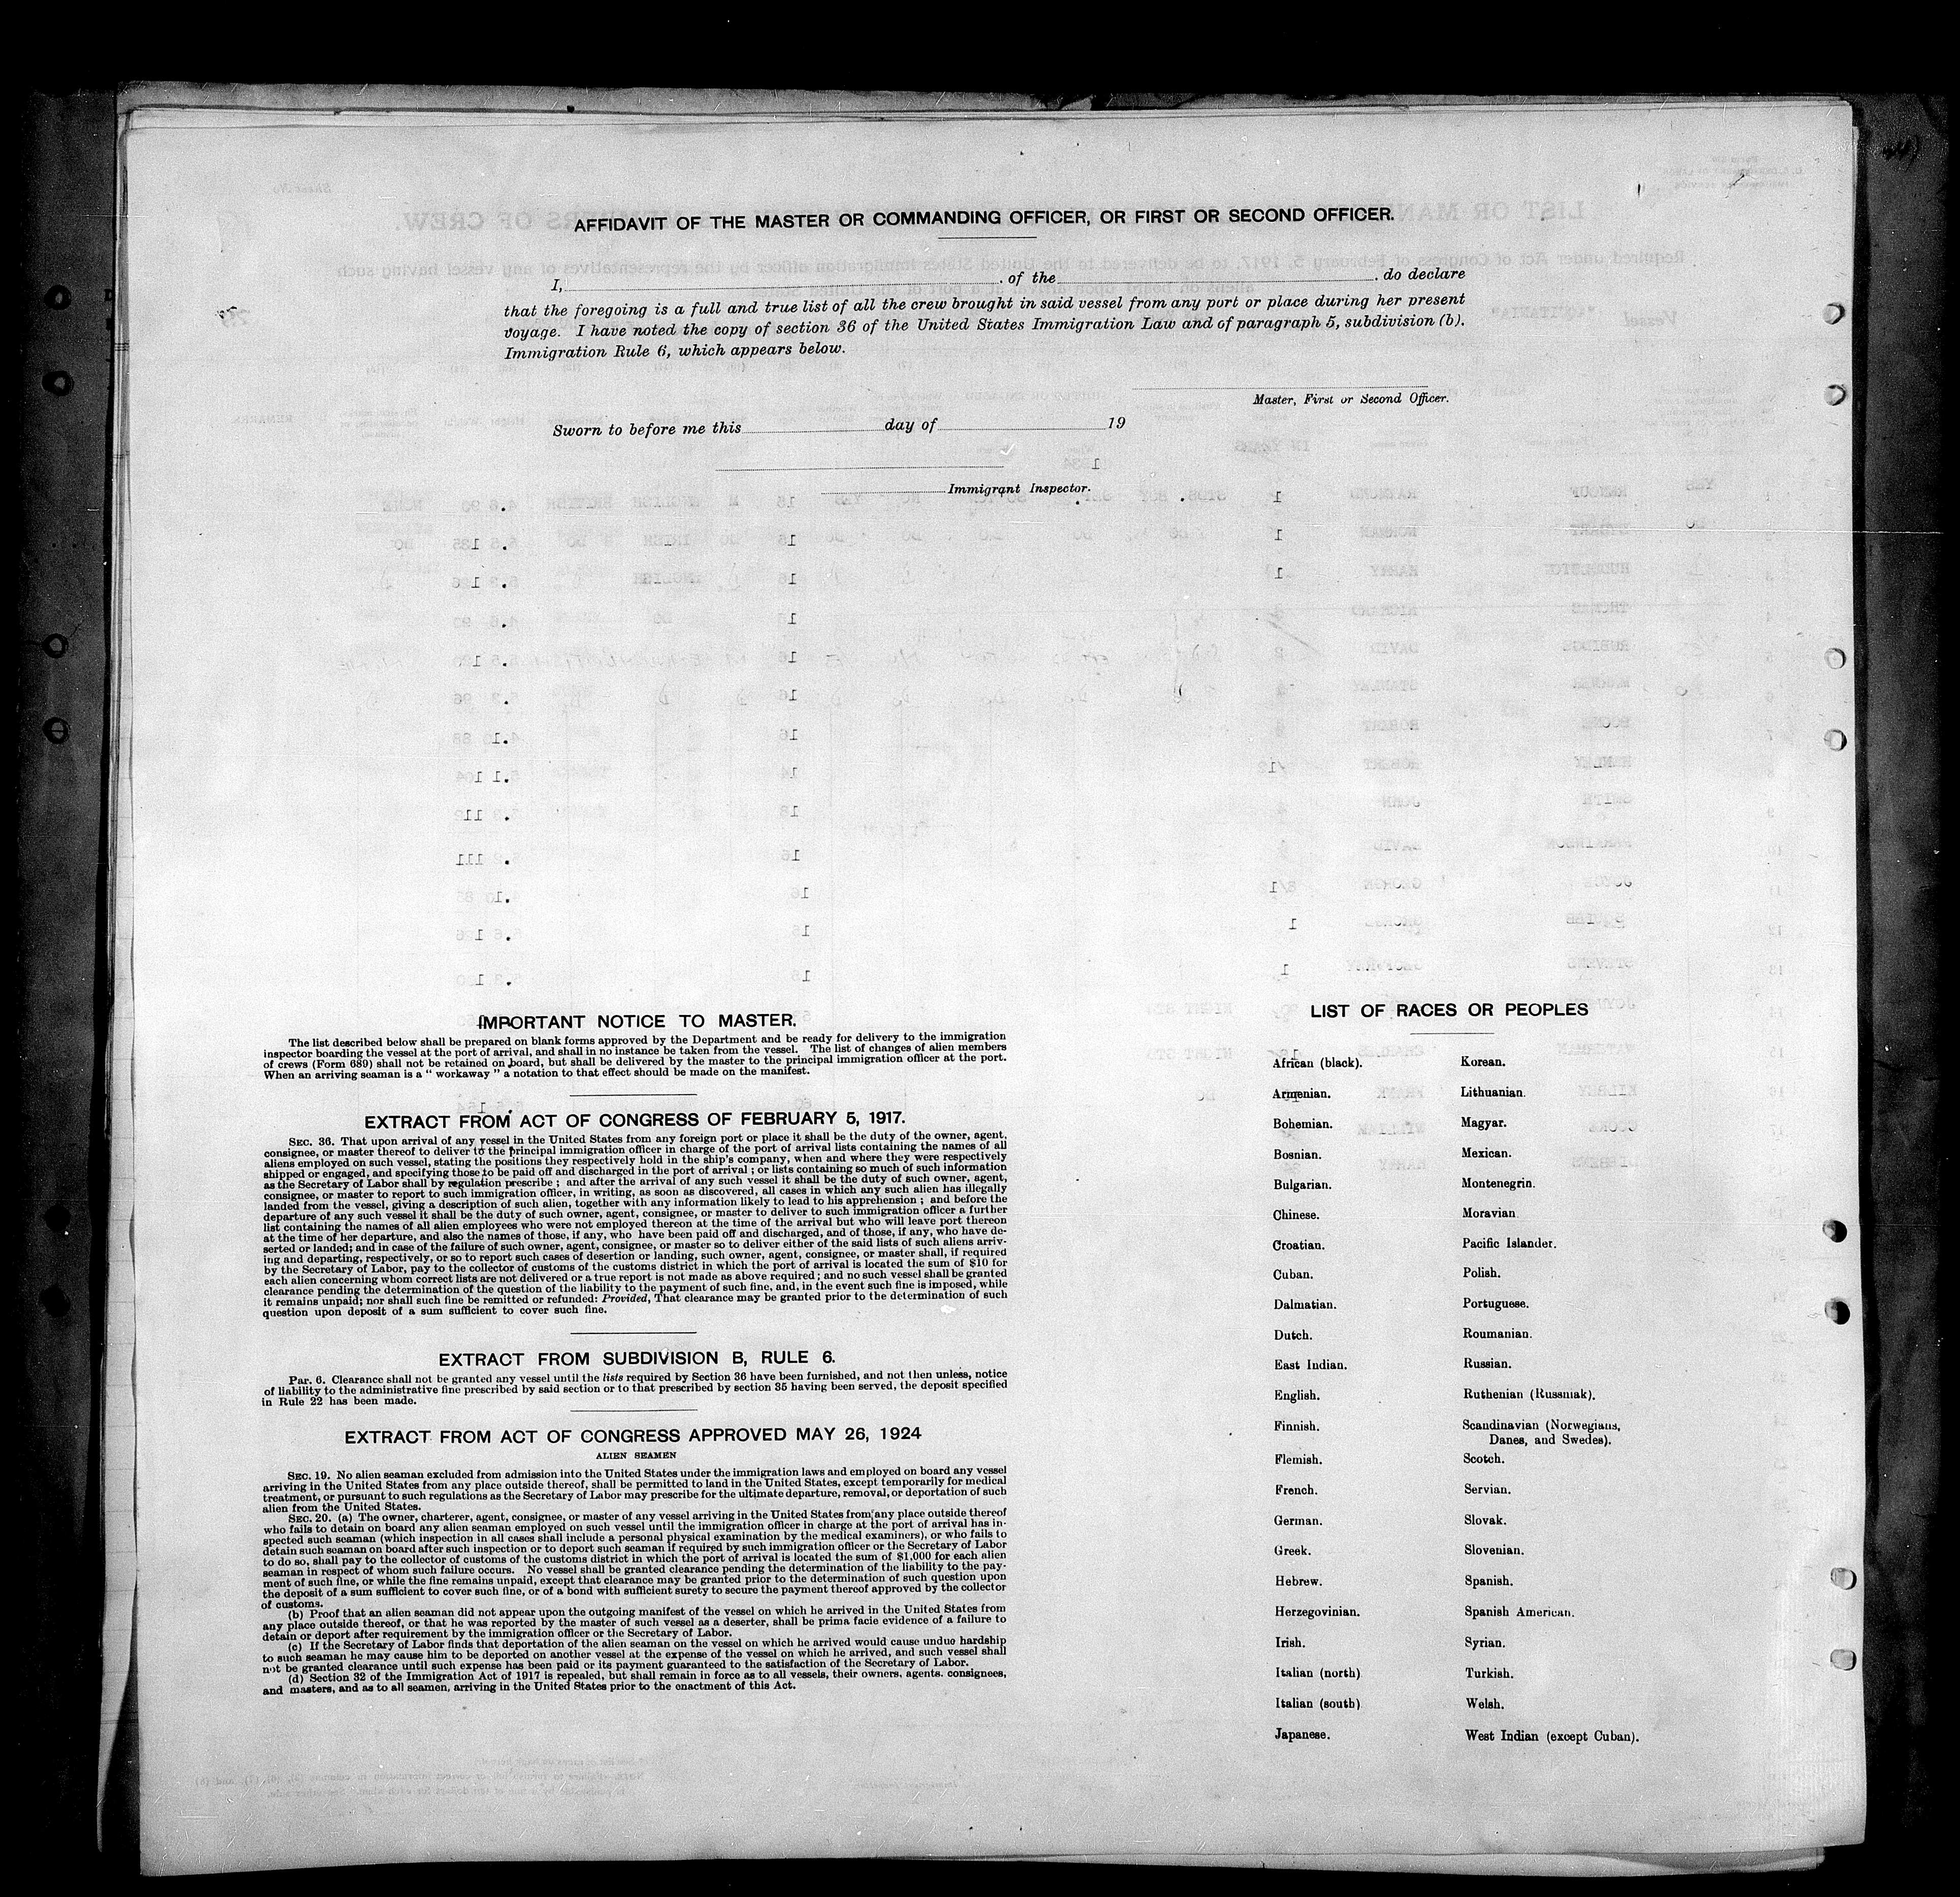 AFFIDAVIT OF THE MASTER OR COMMANDING OFFICER, OR FIRST OR SECOND OFFICER.
I, . of the . do declare
that the foregoing is a full and true list of all the crew brought in said vessel from any port or place during her present
voyage. I have noted the copy of section 36 of the United States Immigration Law and of paragraph 5, subdivision (b).
Immigration Rule 6, which appears below.
Master, First or Second Officer.
Sworn to before me this day of 19
Immigrant Inspector.
IMPORTANT NOTICE TO MASTER.
The list described below shall be prepared on blank forms approved by the Department and be ready for delivery to the immigration
inspector boarding the vessel at the port of arrival, and shall in no instance be taken from the vessel. The list of changes of alien members
of crews (Form 689) shall not be retained on board, but shall be delivered by the master to the principal immigration officer at the port.
When an arriving seaman is a " workaway " a notation to that effect should be made on the manifest.
EXTRACT FROM ACT OF CONGRESS OF FEBRUARY 5, 1917.
SEC. 36. That upon arrival of any vessel in the United States from any foreign port or place it shall be the duty of the owner, agent,
consignee, or master thereof to deliver to the principal immigration officer in charge of the port of arrival lists containing the names of all
aliens employed on such vessel, stating the positions they respectively hold in the ship's company, when and where they were respectively
shipped or engaged, and specifying those to be paid off and discharged in the port of arrival ; or lists containing so much of such information
as the Secretary of Labor shall by regulation prescribe ; and after the arrival of any such vessel it shall be the duty of such owner, agent,
consignee, or master to report to such immigration officer, in writing, as soon as discovered, all cases in which any such alien has illegally
landed from the vessel, giving a description of such alien, together with any information likely to lead to his apprehension ; and before the
departure of any such vessel it shall be the duty of such owner, agent, consignee, or master to deliver to such immigration officer a further
list containing the names of all alien employees who were not employed thereon at the time of the arrival but who will leave port thereon
at the time of her departure, and also the names of those, if any, who have been paid off and discharged, and of those, if any, who have de-
serted or landed; and in case of the failure of such owner, agent, consignee, or master so to deliver either of the said lists of such aliens arriv-
ing and departing, respectively, or so to report such cases of desertion or landing, such owner, agent, consignee, or master shall, if required
by the Secretary of Labor, pay to the collector of customs of the customs district in which the port of arrival is located the sum of $10 for
each alien concerning whom correct lists are not delivered or a true report is not made as above required ; and no such vessel shall be granted
clearance pending the determination of the question of the liability to the payment of such fine, and, in the event such fine is imposed, while
it remains unpaid; nor shall such fine be remitted or refunded: Provided, That clearance may be granted prior to the determination of such
question upon deposit of a sum sufficient to cover such fine.
EXTRACT FROM SUBDIVISION B, RULE 6.
Par. 6. Clearance shall not be granted any vessel until the lists required by Section 36 have been furnished, and not then unless, notice
of liability to the administrative fine prescribed by said section or to that prescribed by section 35 having been served, the deposit specified
in Rule 22 has been made.
EXTRACT FROM ACT OF CONGRESS APPROVED MAY 26, 1924
ALIEN SEAMEN
SEC. 19. No alien seaman excluded from admission into the United States under the immigration laws and employed on board any vessel
arriving in the United States from any place outside thereof, shall be permitted to land in the United States, except temporarily for medical
treatment, or pursuant to such regulations as the Secretary of Labor may prescribe for the ultimate departure, removal, or deportation of such
alien from the United States.
SEC. 20. (a) The owner, charterer, agent, consignee, or master of any vessel arriving in the United States from any place outside thereof
who fails to detain on board any alien seaman employed on such vessel until the immigration officer in charge at the port of arrival has in-
spected such seaman (which inspection in all cases shall include a personal physical examination by the medical examiners), or who fails to
detain such seaman on board after such inspection or to deport such seaman if required by such immigration officer or the Secretary of Labor
to do so, shall pay to the collector of customs of the customs district in which the port of arrival is located the sum of $1,000 for each alien
seaman in respect of whom such failure occurs. No vessel shall be granted clearance pending the determination of the liability to the pay-
ment of such fine, or while the fine remains unpaid, except that clearance may be granted prior to the determination of such question upon
the deposit of a sum sufficient to cover such fine, or of a bond with sufficient surety to secure the payment thereof approved by the collector
of customs.
(b) Proof that an alien seaman did not appear upon the outgoing manifest of the vessel on which he arrived in the United States from
any place outside thereof, or that he was reported by the master of such vessel as a deserter, shall be prima facie evidence of a failure to
detain or deport after requirement by the immigration officer or the Secretary of Labor.
(c) If the Secretary of Labor finds that deportation of the alien seaman on the vessel on which he arrived would cause undue hardship
to such seaman he may cause him to be deported on another vessel at the expense of the vessel on which he arrived, and such vessel shall
not be granted clearance until such expense has been paid or its payment guaranteed to the satisfaction of the Secretary of Labor.
(d) Section 32 of the Immigration Act of 1917 is repealed, but shall remain in force as to all vessels, their owners, agents. consignees,
and masters, and as to all seamen, arriving in the United States prior to the enactment of this Act.
LIST OF RACES OR PEOPLES
African (black). Korean.
Armenian. Lithuanian.
Bohemian. Magyar.
Bosnian. Mexican.
Bulgarian. Montenegrin.
Chinese. Moravian
Croatian. Pacific Islander.
Cuban. Polish.
Dalmatian. Portuguese.
Dutch. Roumanian.
East Indian. Russian.
English. Ruthenian (Russniak).
Finnish. Scandinavian (Norwegians,
Danes, and Swedes).
Flemish. Scotch.
French. Servian.
German. Slovak.
Greek. Slovenian.
Hebrew. Spanish.
Herzegovinian. Spanish American.
Irish. Syrian.
Italian (north) Turkish.
Italian (south) Welsh.
Japanese. West Indian (except Cuban).